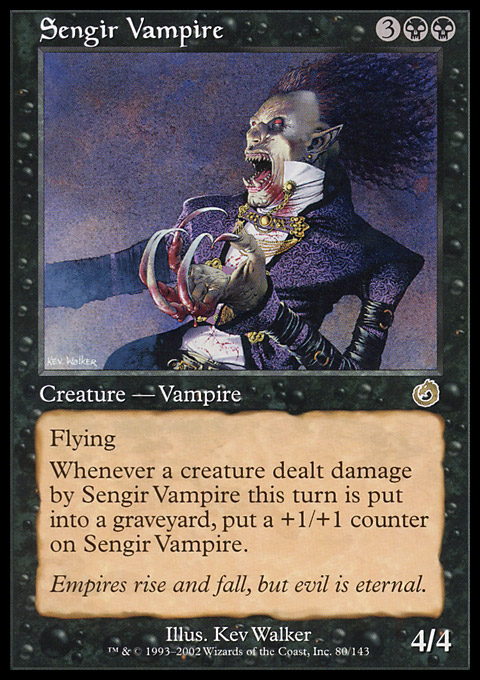 Sengir Vampire 3
KEV WALKER
Creature — Vampire
Flying
Whenever a creature dealt damage
by Sengir Vampire this turn is put
into a graveyard, put a +1/+1 counter
on Sengir Vampire.
Empires rise and fall, but evil is eternal.
Illus. Kev Walker
4/4
™ & © 1993–2002 Wizards of the Coast, Inc. 80/143